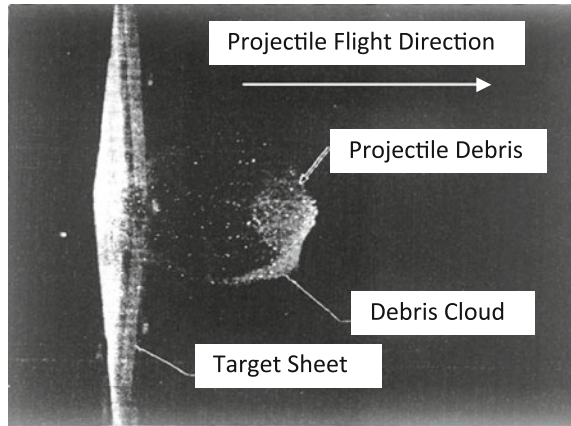 Projectile Flight Direction
Projectile Debris
Debris Cloud
Target Sheet